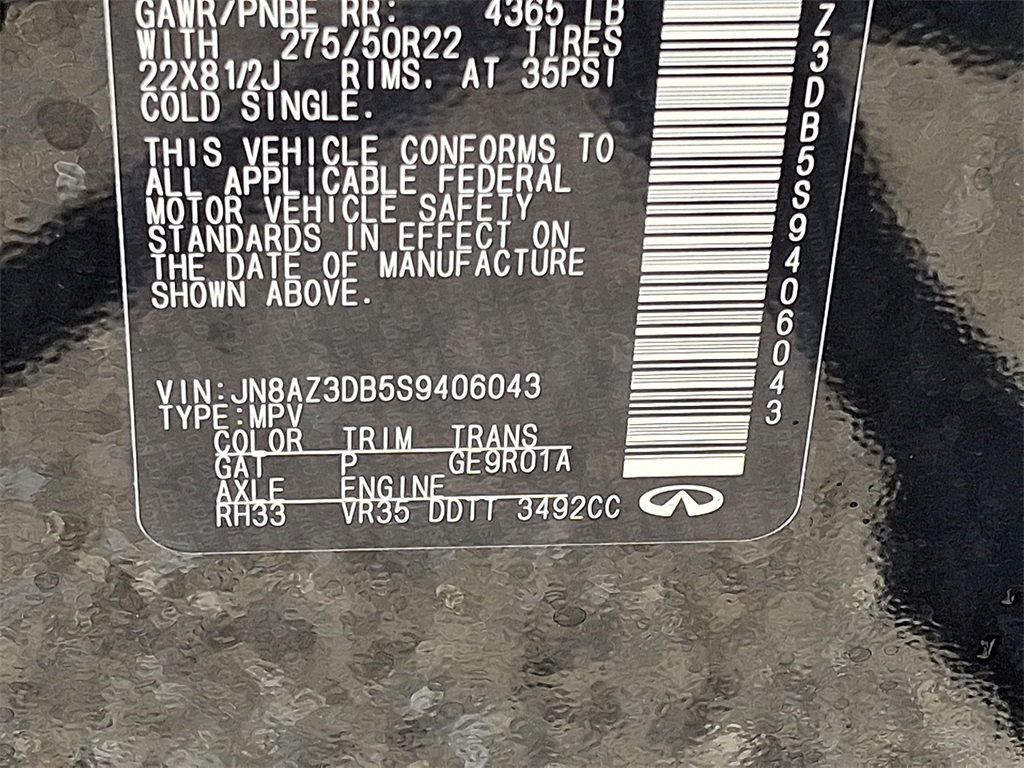 GAWR/PNBE RR: 4365 LB
WITH 275/50R22 TIRES
22X8 1/2J RIMS. AT 35PSI
COLD SINGLE.
THIS VEHICLE CONFORMS TO
ALL APPLICABLE FEDERAL
MOTOR VEHICLE SAFETY
STANDARDS IN EFFECT ON
THE DATE OF MANUFACTURE
SHOWN ABOVE.
VIN:JN8AZ3DB5S9406043
TYPE:MPV
COLOR TRIM TRANS
GAT P GE9R01A
AXLE ENGINE
RH33 VR35 DDTT 3492CC
Z3DB5S9406043